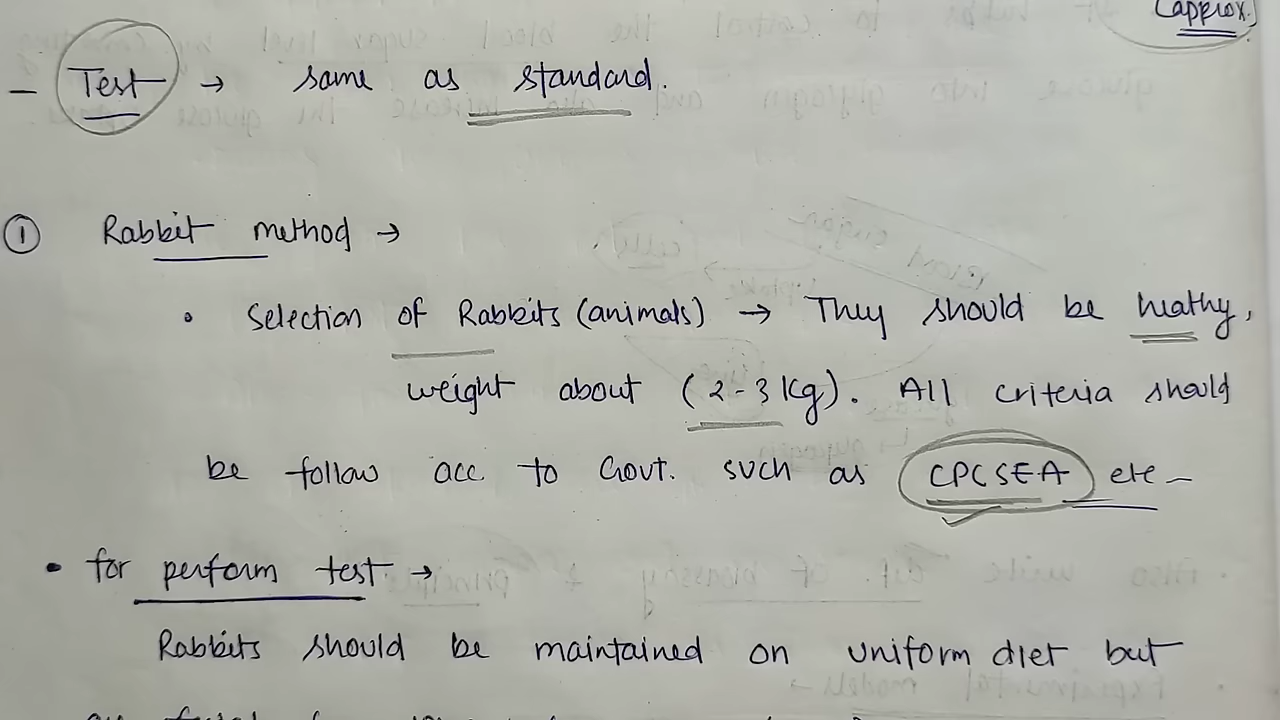 (approx.)
– Test → same as standard.
① Rabbit method →
• Selection of Rabbits (animals) → They should be heathy,
weight about (2-3 Kg). All criteria should
be follow acc. to Govt. such as CPCSEA etc –
• for perform test →
Rabbits should be maintained on uniform diet but